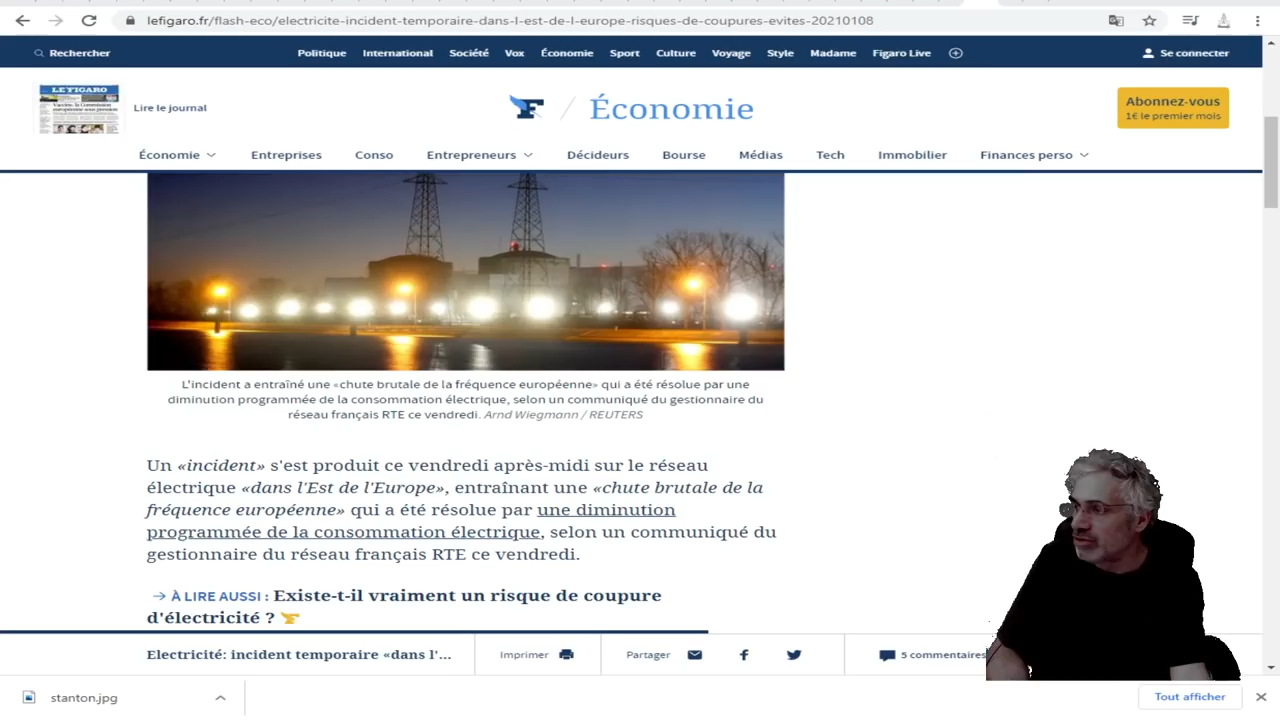 lefigaro.fr/flash-eco/electricite-incident-temporaire-dans-l-est-de-l-europe-risques-de-coupures-evites-20210108
Rechercher Politique International Société Vox Économie Sport Culture Voyage Style Madame Figaro Live Se connecter
LE FIGARO
Lire le journal
F / Économie
Abonnez-vous
1€ le premier mois
Économie Entreprises Conso Entrepreneurs Décideurs Bourse Médias Tech Immobilier Finances perso
L'incident a entraîné une «chute brutale de la fréquence européenne» qui a été résolue par une
diminution programmée de la consommation électrique, selon un communiqué du gestionnaire du
réseau français RTE ce vendredi. Arnd Wiegmann / REUTERS
Un «incident» s'est produit ce vendredi après-midi sur le réseau
électrique «dans l'Est de l'Europe», entraînant une «chute brutale de la
fréquence européenne» qui a été résolue par une diminution
programmée de la consommation électrique, selon un communiqué du
gestionnaire du réseau français RTE ce vendredi.
→ À LIRE AUSSI : Existe-t-il vraiment un risque de coupure
d'électricité ?
Electricité: incident temporaire «dans l'... Imprimer Partager 5 commentaires
stanton.jpg Tout afficher